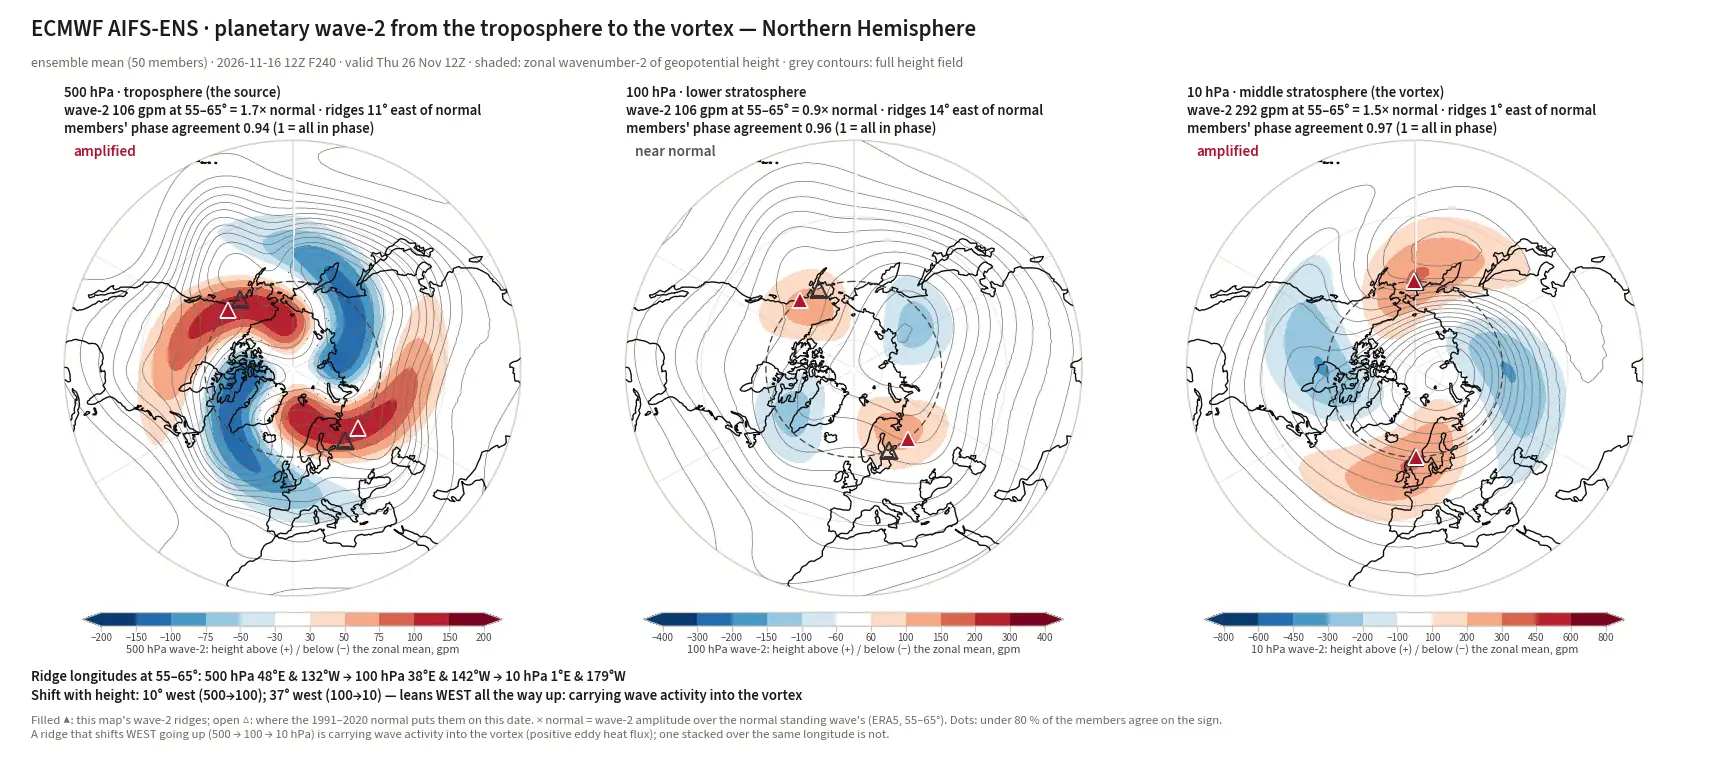 ECMWF AIFS-ENS · planetary wave-2 from the troposphere to the vortex — Northern Hemisphere
ensemble mean (50 members) · 2026-11-16 12Z F240 · valid Thu 26 Nov 12Z · shaded: zonal wavenumber-2 of geopotential height · grey contours: full height field
500 hPa · troposphere (the source)
wave-2 106 gpm at 55–65° = 1.7× normal · ridges 11° east of normal
members' phase agreement 0.94 (1 = all in phase)
amplified
100 hPa · lower stratosphere
wave-2 106 gpm at 55–65° = 0.9× normal · ridges 14° east of normal
members' phase agreement 0.96 (1 = all in phase)
near normal
10 hPa · middle stratosphere (the vortex)
wave-2 292 gpm at 55–65° = 1.5× normal · ridges 1° east of normal
members' phase agreement 0.97 (1 = all in phase)
amplified
−200 −150 −100 −75 −50 −30 30 50 75 100 150 200
500 hPa wave-2: height above (+) / below (−) the zonal mean, gpm
−400 −300 −200 −150 −100 −60 60 100 150 200 300 400
100 hPa wave-2: height above (+) / below (−) the zonal mean, gpm
−800 −600 −450 −300 −200 −100 100 200 300 450 600 800
10 hPa wave-2: height above (+) / below (−) the zonal mean, gpm
Ridge longitudes at 55–65°: 500 hPa 48°E & 132°W → 100 hPa 38°E & 142°W → 10 hPa 1°E & 179°W
Shift with height: 10° west (500→100); 37° west (100→10) — leans WEST all the way up: carrying wave activity into the vortex
Filled ▲: this map's wave-2 ridges; open △: where the 1991–2020 normal puts them on this date. × normal = wave-2 amplitude over the normal standing wave's (ERA5, 55–65°). Dots: under 80 % of the members agree on the sign.
A ridge that shifts WEST going up (500 → 100 → 10 hPa) is carrying wave activity into the vortex (positive eddy heat flux); one stacked over the same longitude is not.